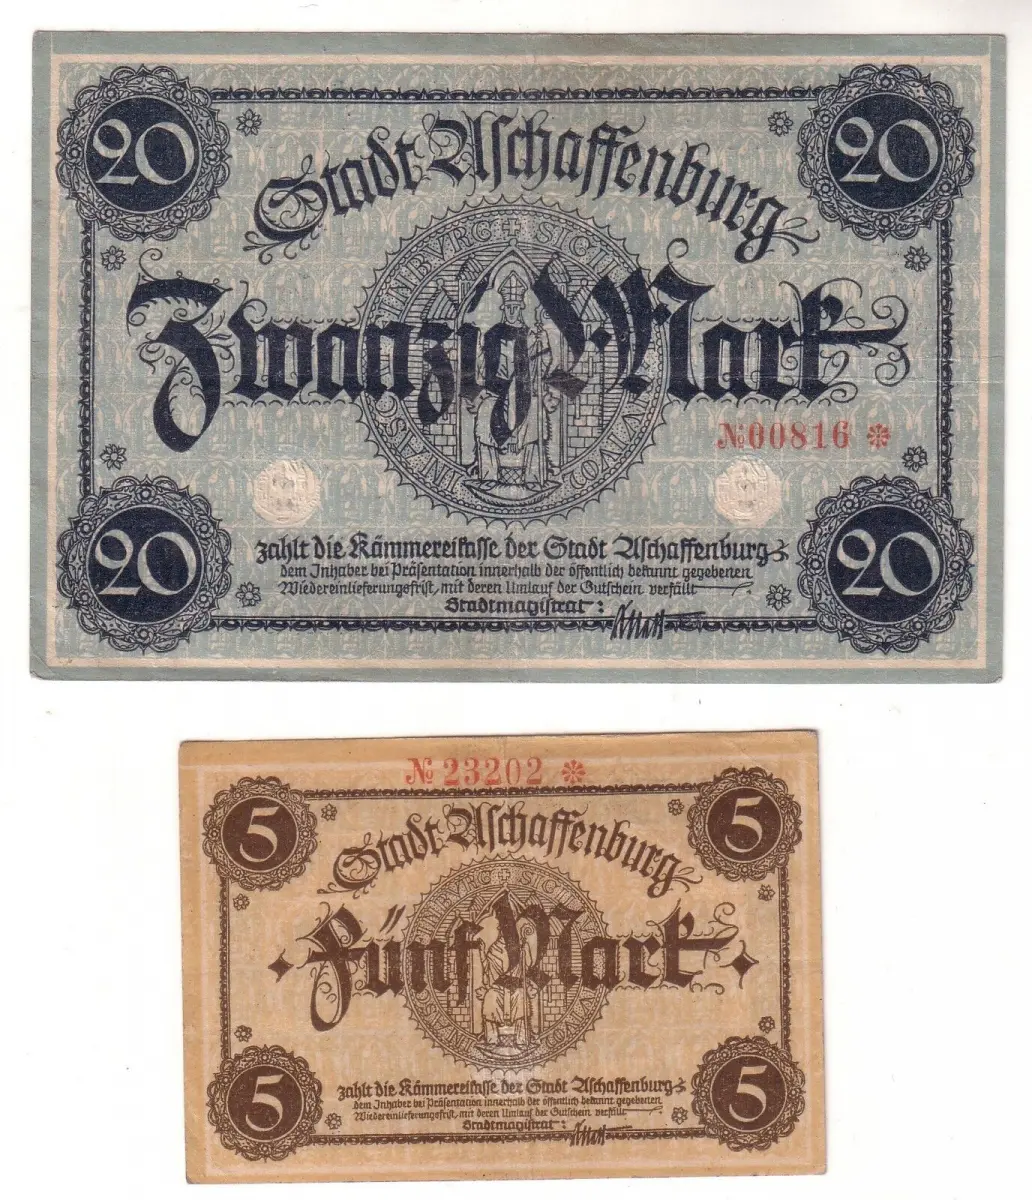 20 20
Stadt Aschaffenburg
Zwanzig Mark
№00816
zahlt die Kämmereikasse der Stadt Aschaffenburg
dem Inhaber bei Präsentation innerhalb der öffentlich bekannt gegebenen
Wiedereinlieferungsfrist, mit deren Umlauf der Gutschein verfällt
Stadtmagistrat:
20 20
№ 23202
5 5
Stadt Aschaffenburg
Fünf Mark
zahlt die Kämmereikasse der Stadt Aschaffenburg
dem Inhaber bei Präsentation innerhalb der öffentlich bekannt gegebenen
Wiedereinlieferungsfrist, mit deren Umlauf der Gutschein verfällt
Stadtmagistrat:
5 5